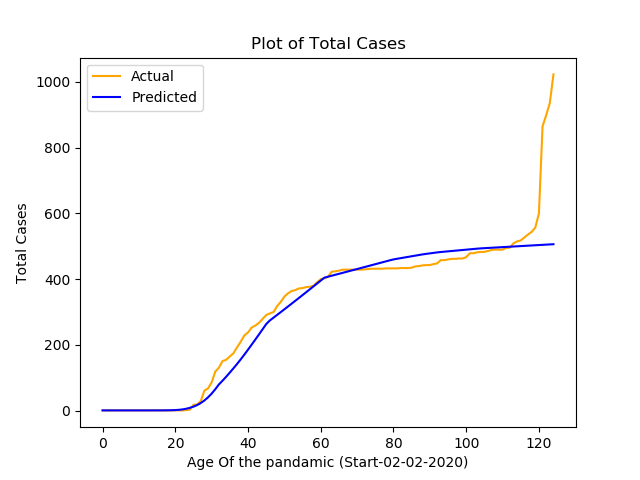 Plot of Total Cases
Actual
Predicted
1000
800
600
400
200
0
Total Cases
0 20 40 60 80 100 120
Age Of the pandamic (Start-02-02-2020)